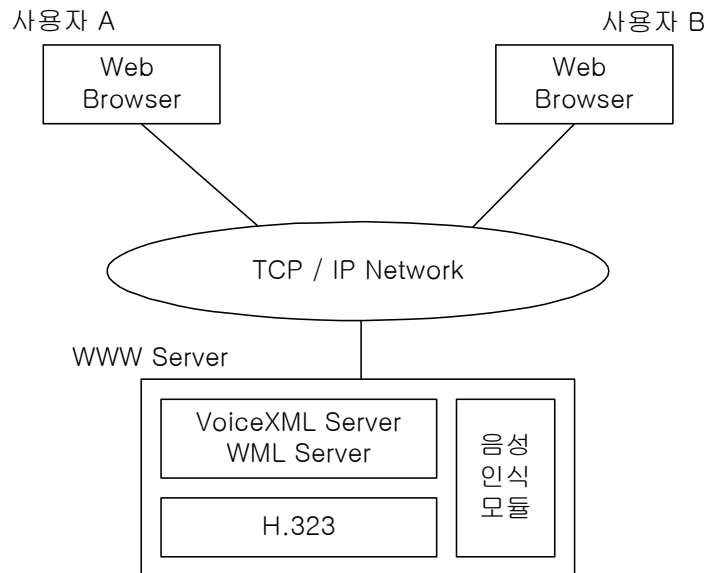 사용자 A
사용자 B
Web
Browser
Web
Browser
TCP / IP Network
WWW Server
VoiceXML Server
WML Server
H.323
음성
인식
모듈